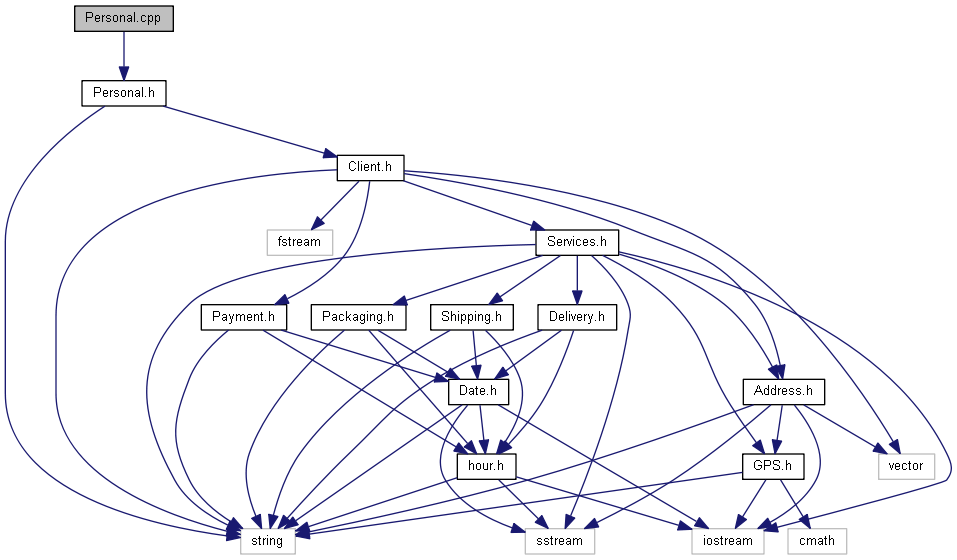 Personal.cpp
Personal.h
Client.h
fstream
Services.h
Payment.h
Packaging.h
Shipping.h
Delivery.h
Date.h
Address.h
hour.h
GPS.h
vector
string
sstream
iostream
cmath